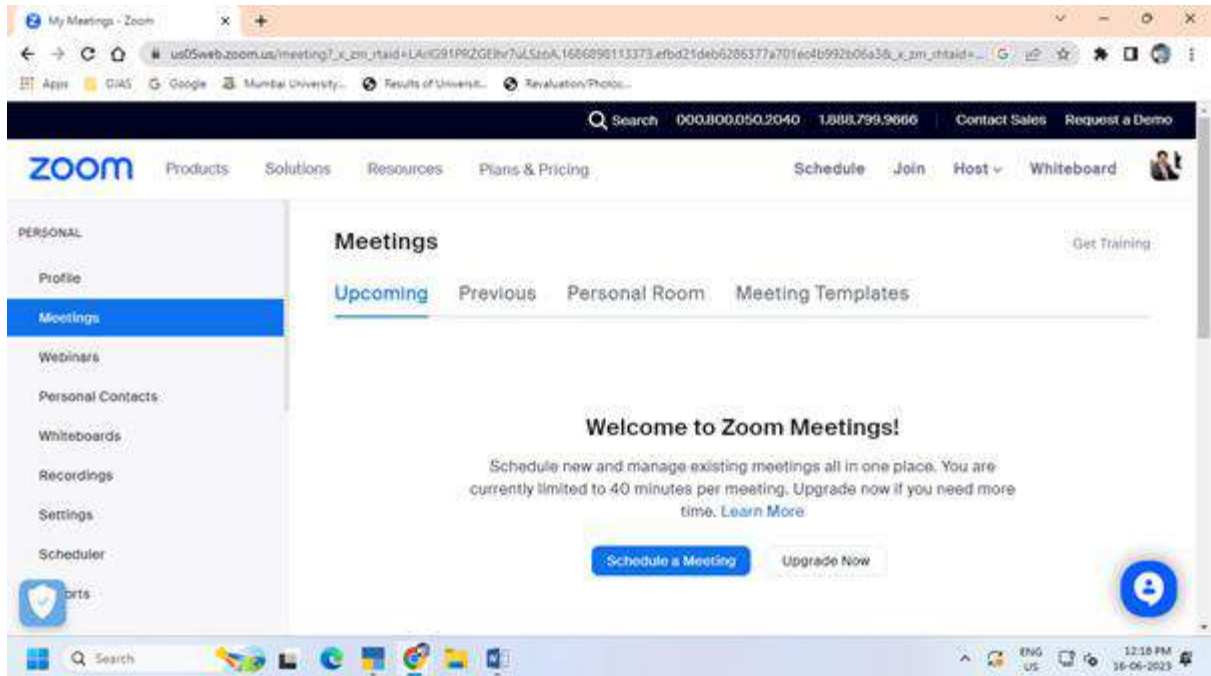 My Meetings - Zoom
Apps GIAS Google Mumbai University... Results of Universit... Revaluation/Photoc...
Search 000.800.050.2040 1.888.799.9666 Contact Sales Request a Demo
zoom Products Solutions Resources Plans & Pricing Schedule Join Host Whiteboard
PERSONAL
Profile
Meetings
Webinars
Personal Contacts
Whiteboards
Recordings
Settings
Scheduler
orts
Meetings
Get Training
Upcoming Previous Personal Room Meeting Templates
Welcome to Zoom Meetings!
Schedule new and manage existing meetings all in one place. You are
currently limited to 40 minutes per meeting. Upgrade now if you need more
time. Learn More
Schedule a Meeting Upgrade Now
Search
ENG
US
12:18 PM
16-06-2023